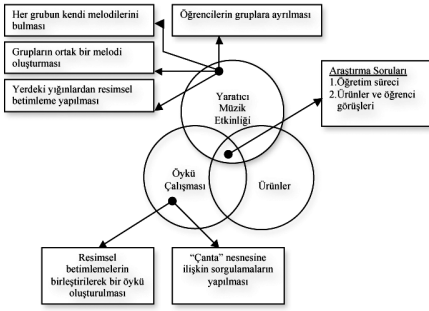 Her grubun kendi melodilerini
bulması
Öğrencilerin gruplara ayrılması
Grupların ortak bir melodi
oluşturması
Yerdeki yığınlardan resimsel
betimleme yapılması
Yaratıcı
Müzik
Etkinliği
Araştırma Soruları
1.Öğretim süreci
2.Ürünler ve öğrenci
görüşleri
Öykü
Çalışması
Ürünler
Resimsel
betimlemelerin
birleştirilerek bir öykü
oluşturulması
“Çanta” nesnesine
ilişkin sorgulamaların
yapılması